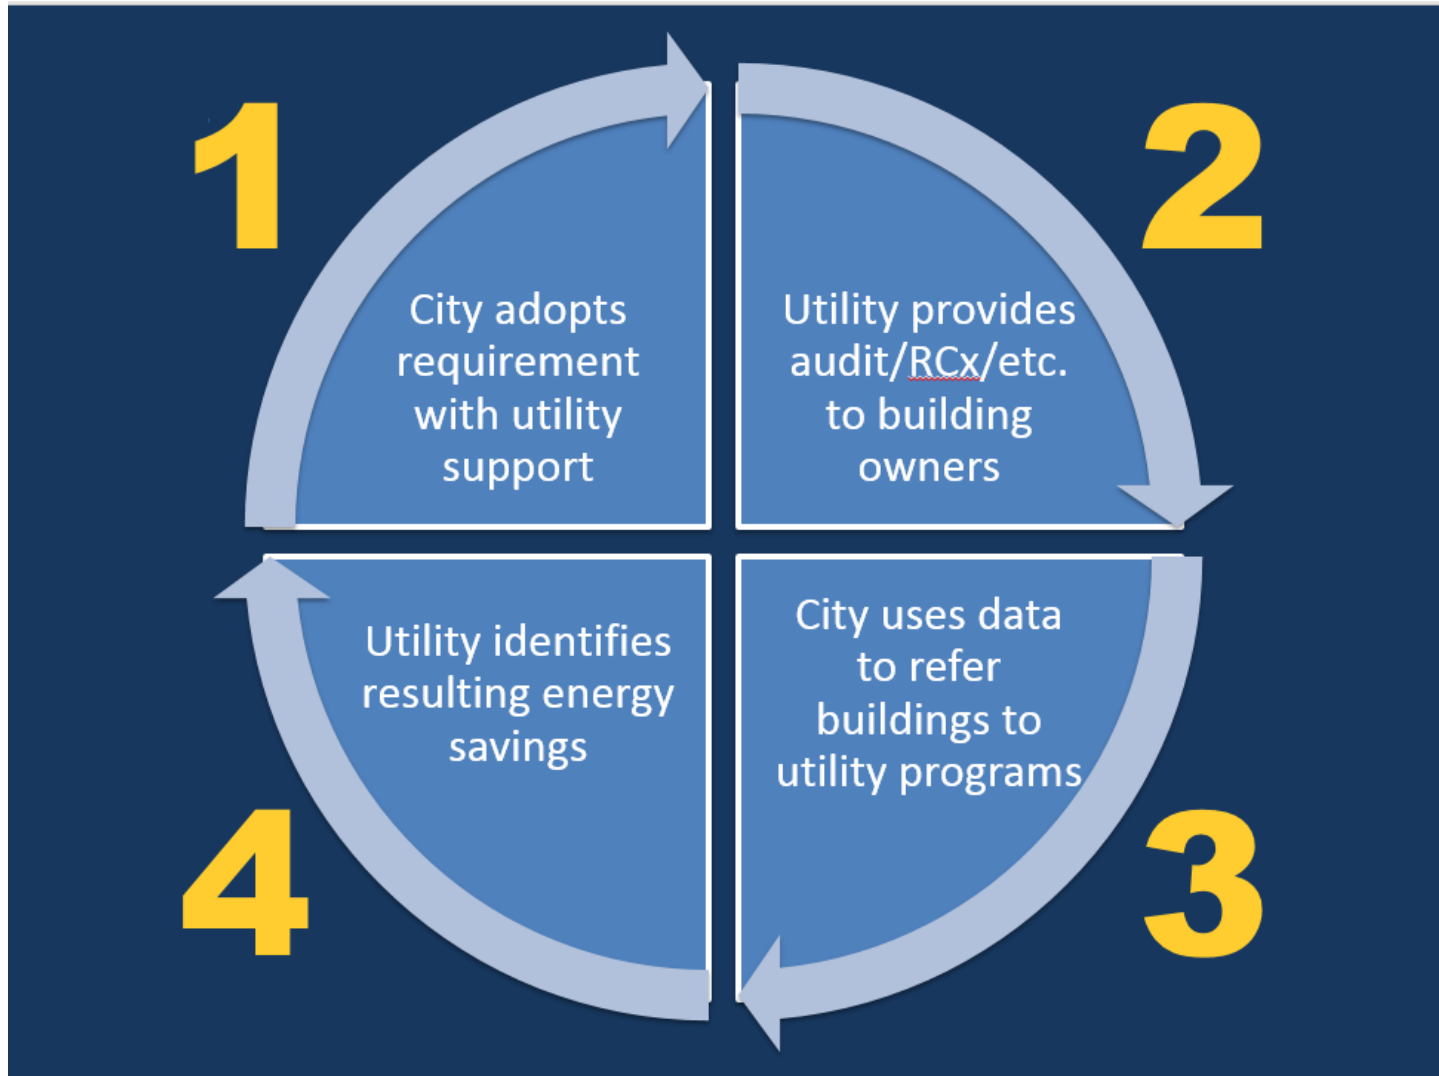 1
City adopts
requirement
with utility
support
2
Utility provides
audit/RCx/etc.
to building
owners
3
City uses data
to refer
buildings to
utility programs
4
Utility identifies
resulting energy
savings